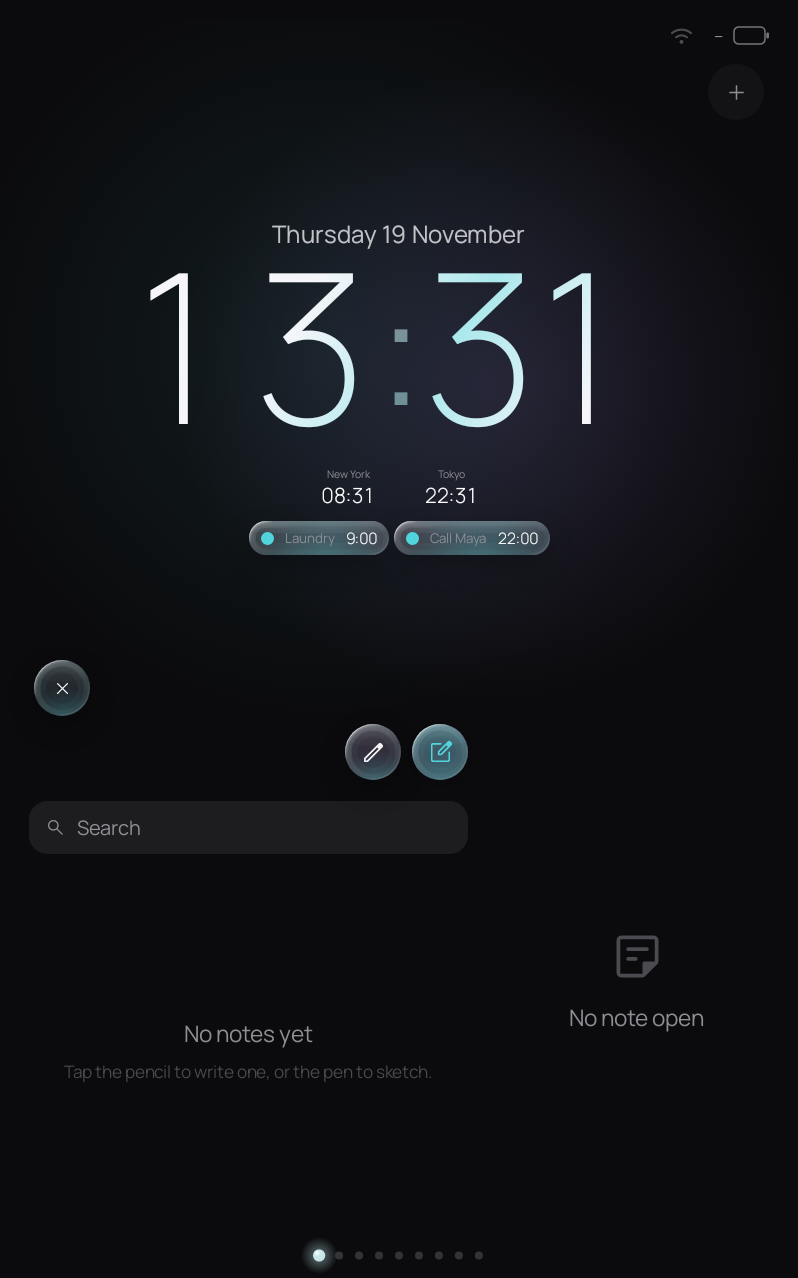 –
Thursday 19 November
13:31
New York Tokyo
08:31 22:31
Laundry 9:00 Call Maya 22:00
Search
No note open
No notes yet
Tap the pencil to write one, or the pen to sketch.